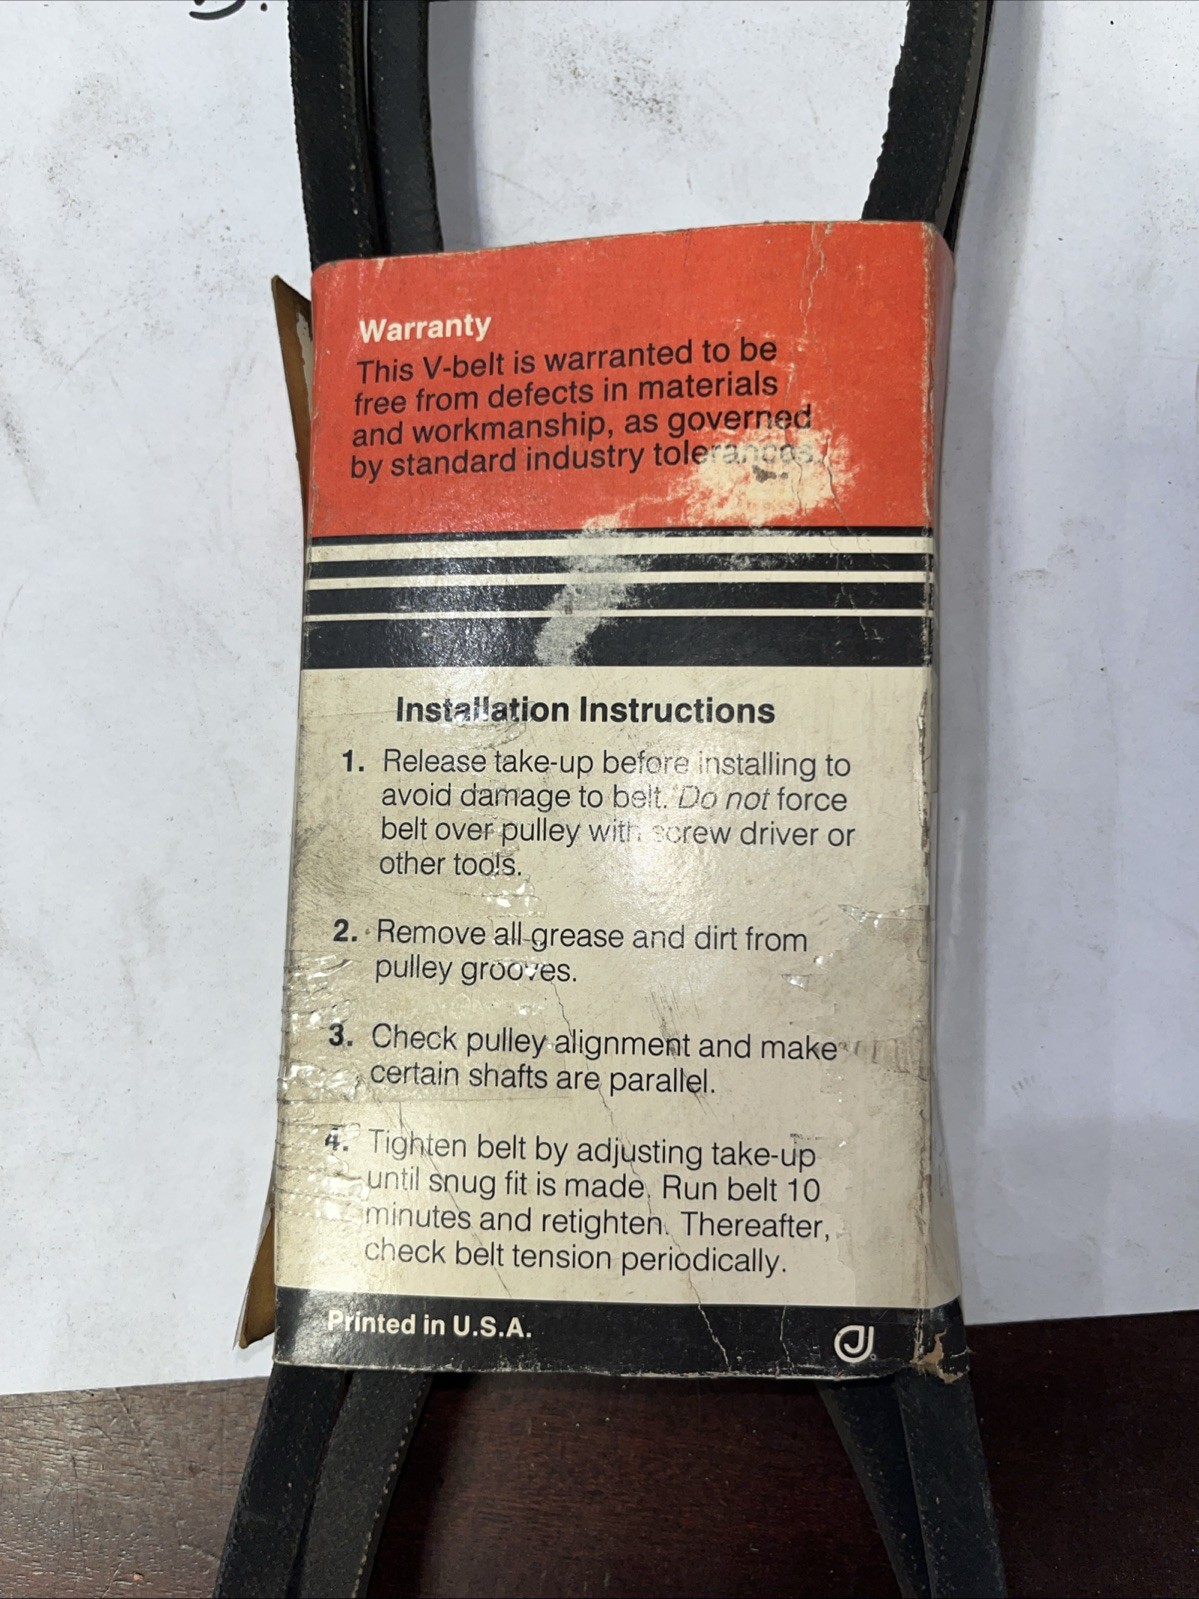 Warranty
This V-belt is warranted to be
free from defects in materials
and workmanship, as governed
by standard industry tolerances.
Installation Instructions
1. Release take-up before installing to
avoid damage to belt. Do not force
belt over pulley with screw driver or
other tools.
2. Remove all grease and dirt from
pulley grooves.
3. Check pulley alignment and make
certain shafts are parallel.
4. Tighten belt by adjusting take-up
until snug fit is made. Run belt 10
minutes and retighten. Thereafter,
check belt tension periodically.
Printed in U.S.A.